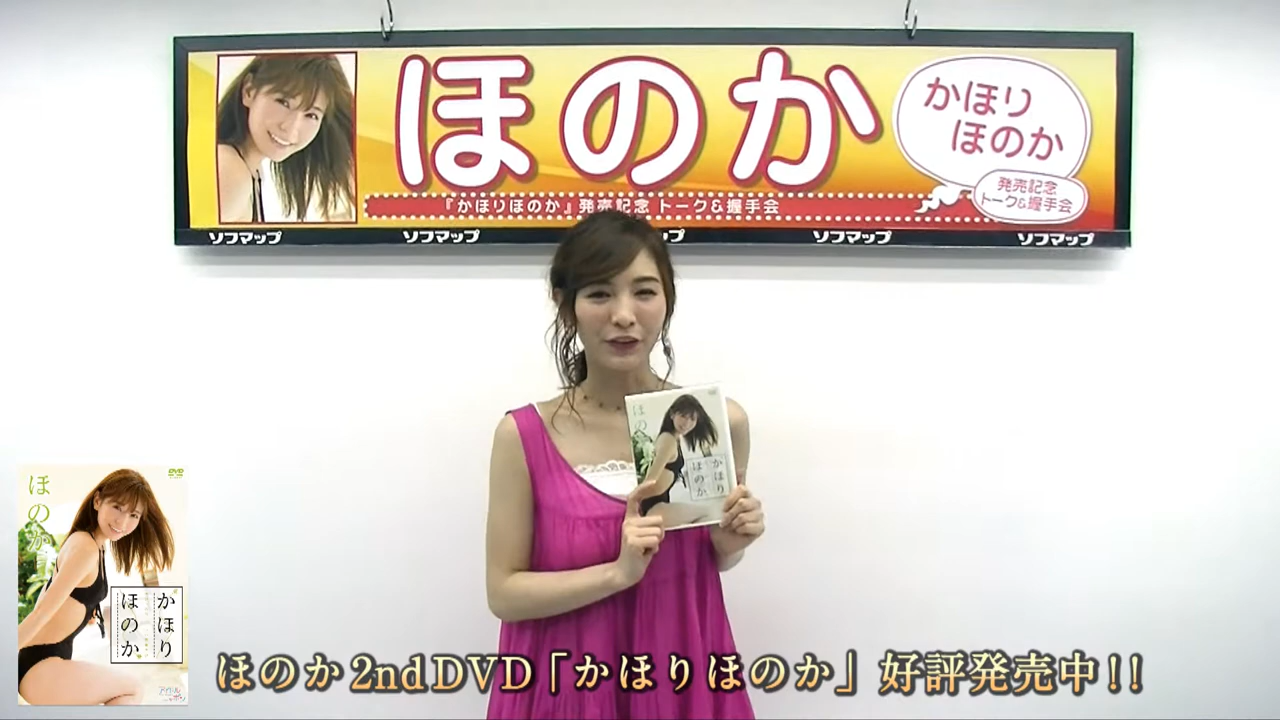 ほのか
かほり
ほのか
発売記念
トーク&握手会
『かほりほのか』発売記念 トーク&握手会
ソフマップ
ソフマップ
ソフマップ
ソフマップ
ほの
かほり
ほのか
DVD
ほのか
かほり
ほのか
ほのか2nd DVD「かほりほのか」好評発売中!!